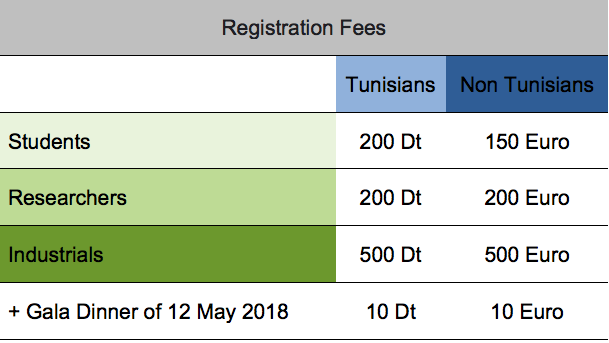 Registration Fees
Tunisians Non Tunisians
Students 200 Dt 150 Euro
Researchers 200 Dt 200 Euro
Industrials 500 Dt 500 Euro
+ Gala Dinner of 12 May 2018 10 Dt 10 Euro